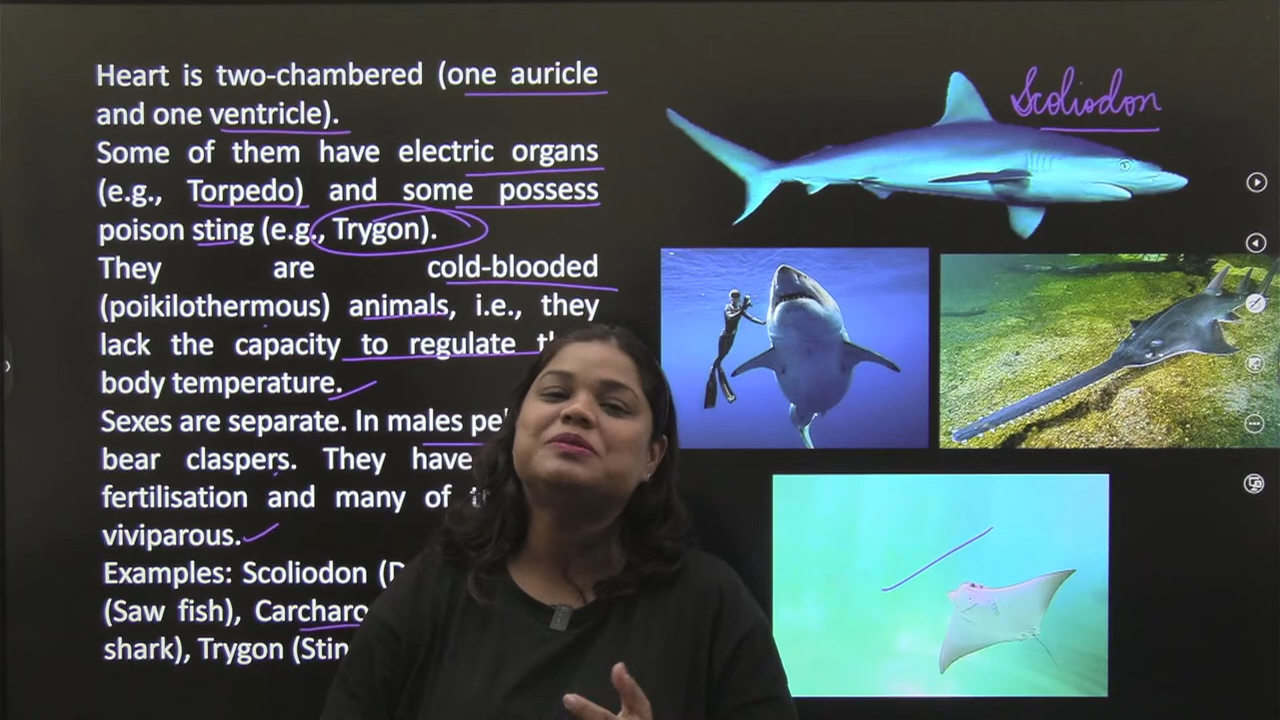 Heart is two-chambered (one auricle
and one ventricle).
Some of them have electric organs
(e.g., Torpedo) and some possess
poison sting (e.g., Trygon).
They are cold-blooded
(poikilothermous) animals, i.e., they
lack the capacity to regulate
body temperature.
Sexes are separate. In males
bear claspers. They have
fertilisation and many of
viviparous.
Examples: Scoliodon
(Saw fish),
shark), Trygon
Scoliodon